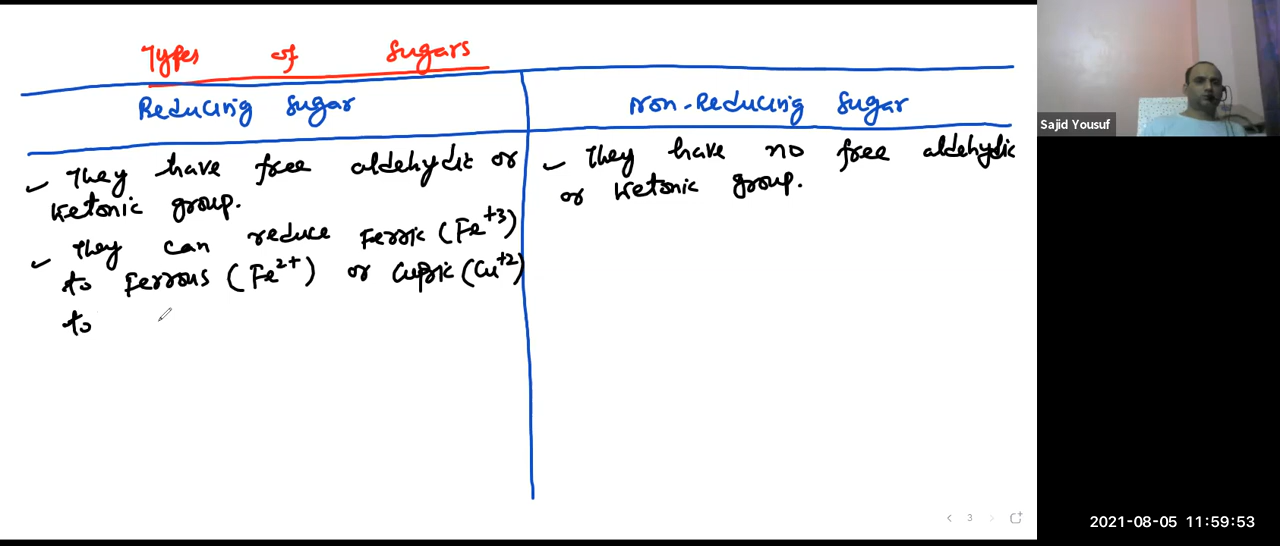 Types of Sugars
Reducing Sugar
Non-Reducing Sugar
They have free aldehydic or
Ketonic group.
They can reduce Ferric (Fe+3)
to Ferrous (Fe2+) or Cupric (Cu+2)
to
They have no free aldehydic
or Ketonic group.
Sajid Yousuf
3
2021-08-05 11:59:53